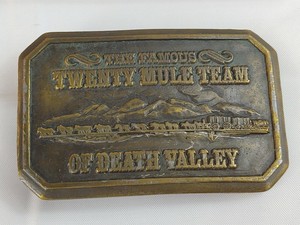 THE FAMOUS
TWENTY MULE TEAM
OF DEATH VALLEY